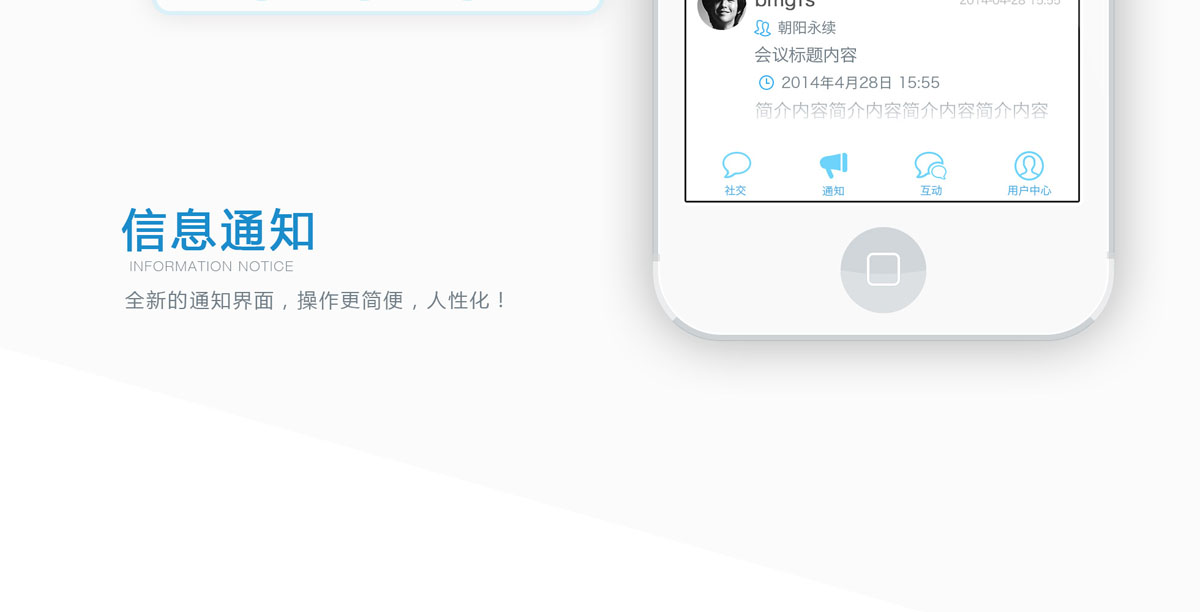 2014-04-28 15:55
朝阳永续
会议标题内容
2014年4月28日 15:55
简介内容简介内容简介内容简介内容
社交
通知
互动
用户中心
信息通知
INFORMATION NOTICE
全新的通知界面，操作更简便，人性化！